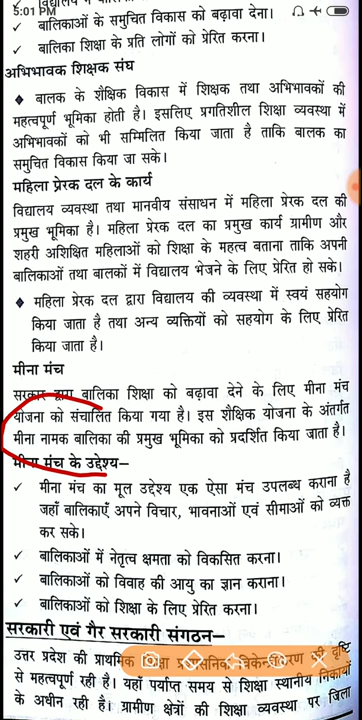 5:01 PM
✓ बालिकाओं के समुचित विकास को बढ़ावा देना।
✓ बालिका शिक्षा के प्रति लोगों को प्रेरित करना।
अभिभावक शिक्षक संघ
◆ बालक के शैक्षिक विकास में शिक्षक तथा अभिभावकों की
महत्वपूर्ण भूमिका होती है। इसलिए प्रगतिशील शिक्षा व्यवस्था में
अभिभावकों को भी सम्मिलित किया जाता है ताकि बालक का
समुचित विकास किया जा सके।
महिला प्रेरक दल के कार्य
विद्यालय व्यवस्था तथा मानवीय संसाधन में महिला प्रेरक दल की
प्रमुख भूमिका है। महिला प्रेरक दल का प्रमुख कार्य ग्रामीण और
शहरी अशिक्षित महिलाओं को शिक्षा के महत्व बताना ताकि अपनी
बालिकाओं तथा बालकों में विद्यालय भेजने के लिए प्रेरित हो सके।
◆ महिला प्रेरक दल द्वारा विद्यालय की व्यवस्था में स्वयं सहयोग
किया जाता है तथा अन्य व्यक्तियों को सहयोग के लिए प्रेरित
किया जाता है।
मीना मंच
सरकार द्वारा बालिका शिक्षा को बढ़ावा देने के लिए मीना मंच
योजना को संचालित किया गया है। इस शैक्षिक योजना के अंतर्गत
मीना नामक बालिका की प्रमुख भूमिका को प्रदर्शित किया जाता है।
मीना मंच के उद्देश्य–
✓ मीना मंच का मूल उद्देश्य एक ऐसा मंच उपलब्ध कराना है
जहाँ बालिकाएँ अपने विचार, भावनाओं एवं सीमाओं को व्यक्त
कर सके।
✓ बालिकाओं में नेतृत्व क्षमता को विकसित करना।
✓ बालिकाओं को विवाह की आयु का ज्ञान कराना।
✓ बालिकाओं को शिक्षा के लिए प्रेरित करना।
सरकारी एवं गैर सरकारी संगठन–
उत्तर प्रदेश की प्राथमिक की दृष्टि
से महत्वपूर्ण रही है। यहाँ पर्याप्त समय से शिक्षा स्थानीय निकायों
के अधीन रही है। ग्रामीण क्षेत्रों की शिक्षा व्यवस्था पर जिला